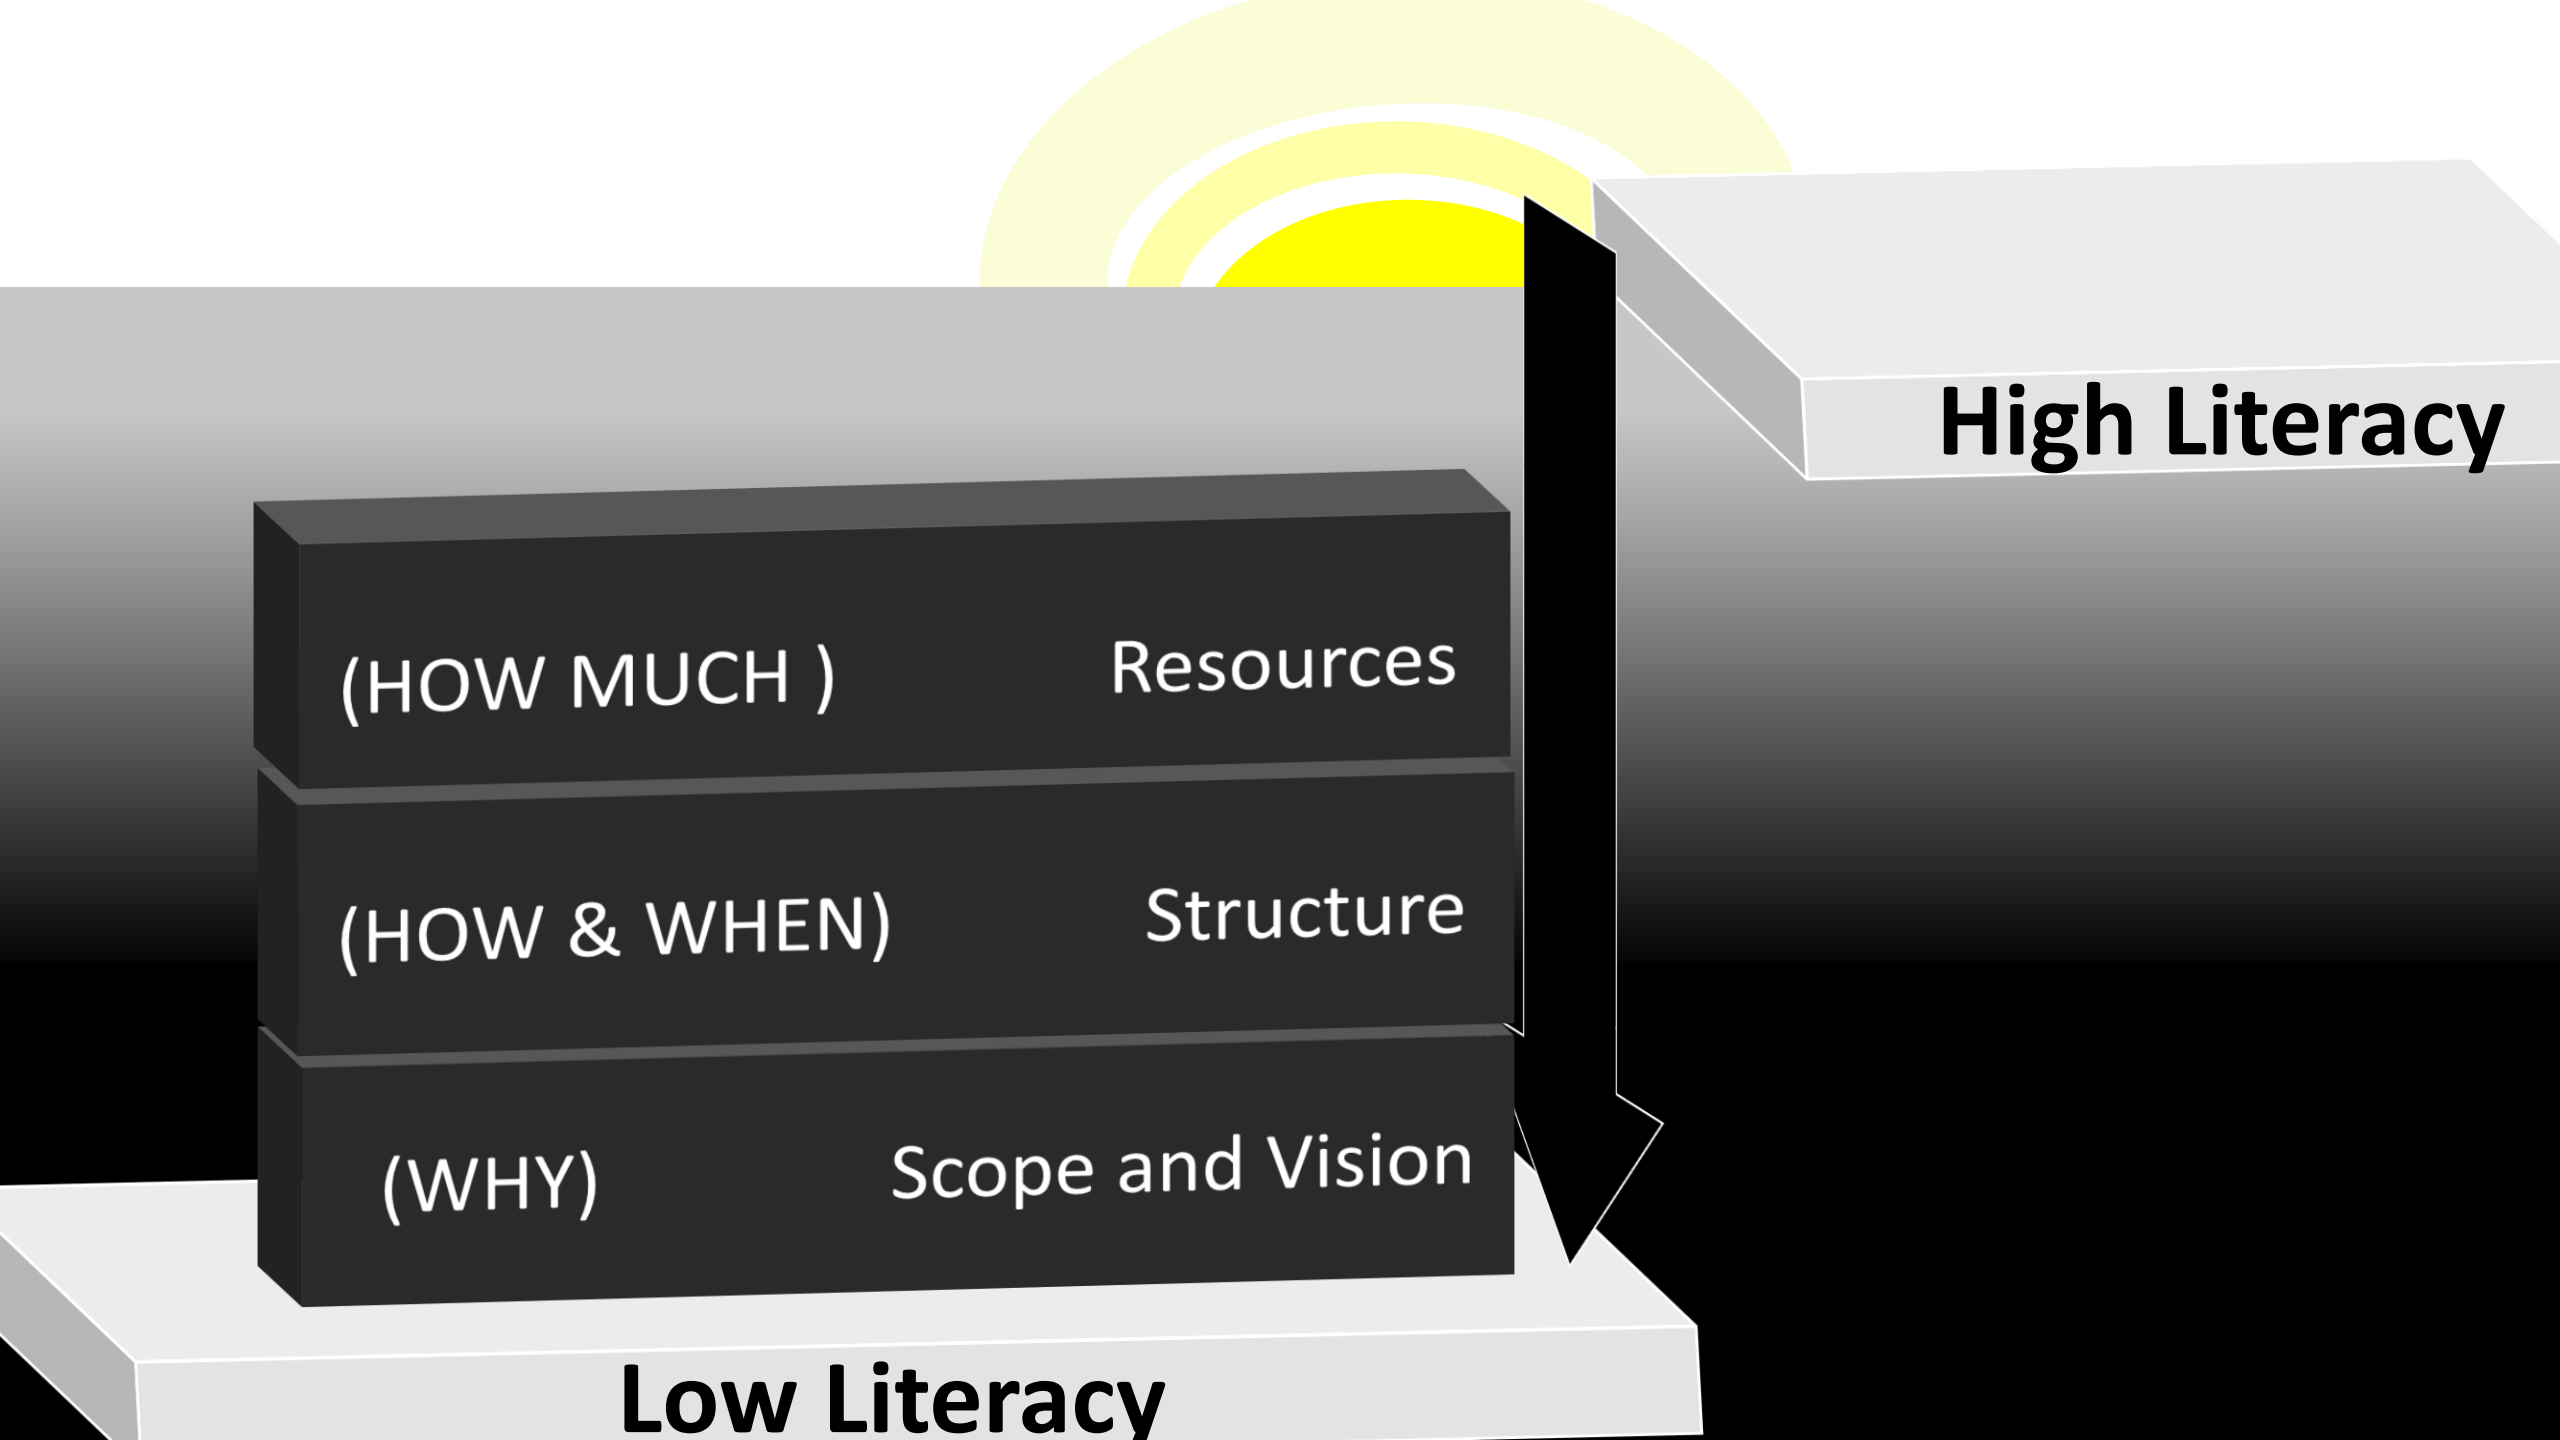 High Literacy
(HOW MUCH ) Resources
(HOW & WHEN) Structure
(WHY) Scope and Vision
Low Literacy